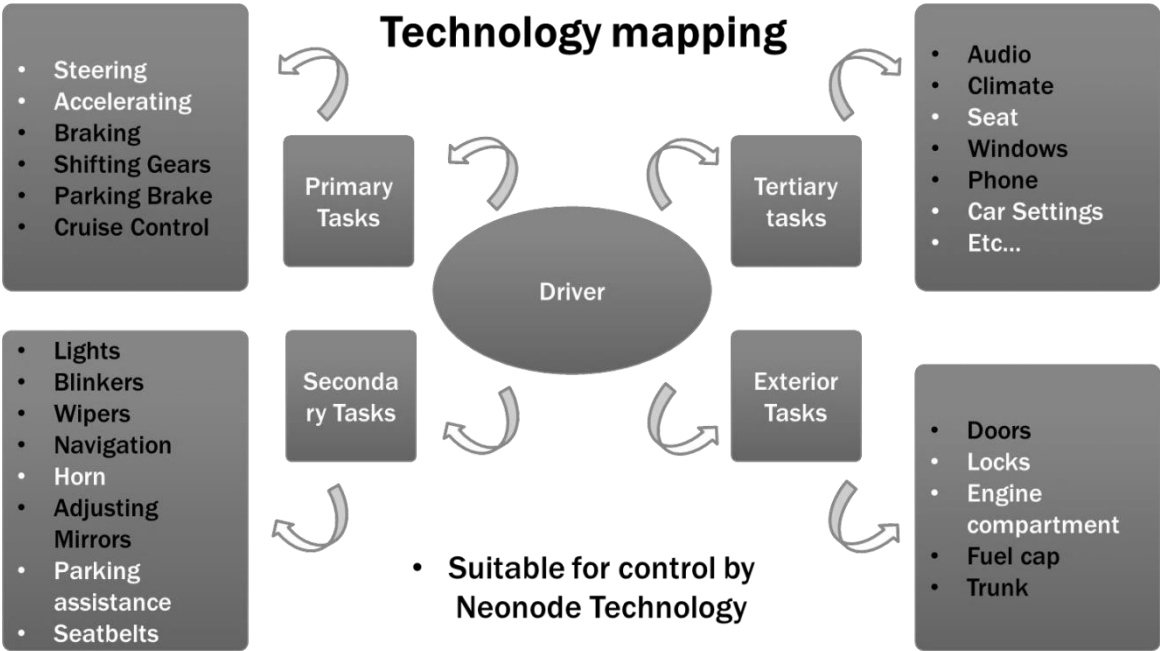 Technology mapping
• Steering
• Accelerating
• Braking
• Shifting Gears
• Parking Brake
• Cruise Control
Primary
Tasks
• Audio
• Climate
• Seat
• Windows
• Phone
• Car Settings
• Etc...
Tertiary
tasks
Driver
• Lights
• Blinkers
• Wipers
• Navigation
• Horn
• Adjusting
Mirrors
• Parking
assistance
• Seatbelts
Seconda
ry Tasks
Exterior
Tasks
• Doors
• Locks
• Engine
compartment
• Fuel cap
• Trunk
• Suitable for control by
Neonode Technology